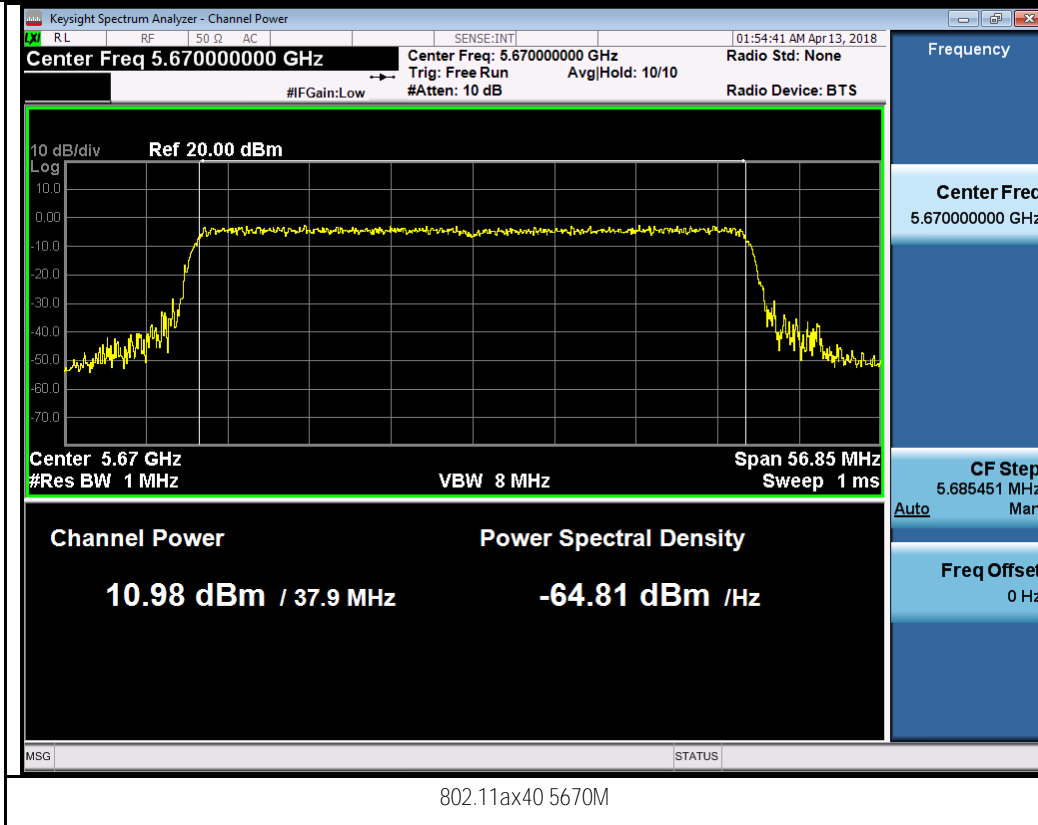 Keysight Spectrum Analyzer - Channel Power
LXI RL RF 50 Ω AC SENSE:INT 01:54:41 AM Apr 13, 2018
Center Freq 5.670000000 GHz
Center Freq: 5.670000000 GHz Radio Std: None
Trig: Free Run Avg|Hold: 10/10
#IFGain:Low #Atten: 10 dB Radio Device: BTS
10 dB/div Ref 20.00 dBm
Log
10.0
0.00
-10.0
-20.0
-30.0
-40.0
-50.0
-60.0
-70.0
Center 5.67 GHz Span 56.85 MHz
#Res BW 1 MHz VBW 8 MHz Sweep 1 ms
Channel Power Power Spectral Density
10.98 dBm / 37.9 MHz -64.81 dBm /Hz
MSG STATUS
Frequency
Center Freq
5.670000000 GHz
CF Step
5.685451 MHz
Auto Man
Freq Offset
0 Hz
802.11ax40 5670M